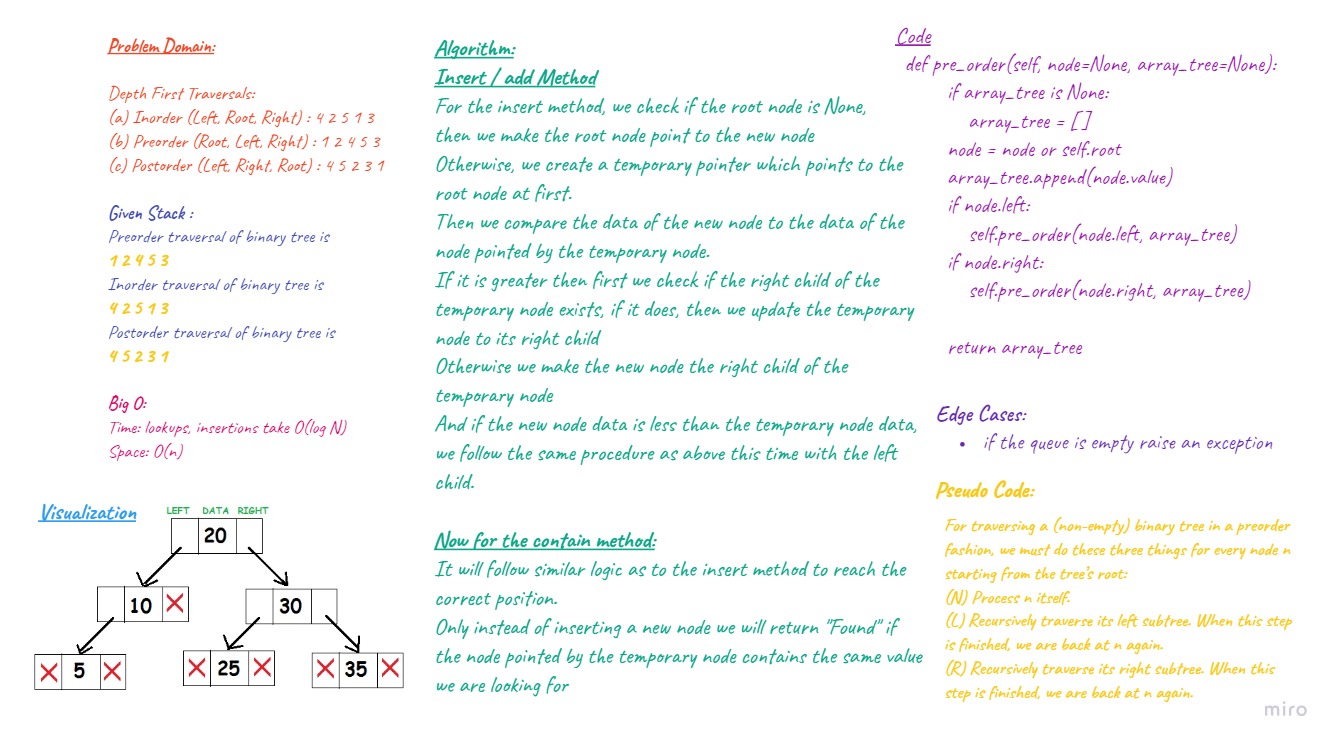 Problem Domain:
Depth First Traversals:
(a) Inorder (Left, Root, Right) : 4 2 5 1 3
(b) Preorder (Root, Left, Right) : 1 2 4 5 3
(c) Postorder (Left, Right, Root) : 4 5 2 3 1
Given Stack :
Preorder traversal of binary tree is
1 2 4 5 3
Inorder traversal of binary tree is
4 2 5 1 3
Postorder traversal of binary tree is
4 5 2 3 1
Big O:
Time: lookups, insertions take O(log N)
Space: O(n)
Visualization
LEFT DATA RIGHT
20
10
30
5
25
35
Algorithm:
Insert / add Method
For the insert method, we check if the root node is None,
then we make the root node point to the new node
Otherwise, we create a temporary pointer which points to the
root node at first.
Then we compare the data of the new node to the data of the
node pointed by the temporary node.
If it is greater then first we check if the right child of the
temporary node exists, if it does, then we update the temporary
node to its right child
Otherwise we make the new node the right child of the
temporary node
And if the new node data is less than the temporary node data,
we follow the same procedure as above this time with the left
child.
Now for the contain method:
It will follow similar logic as to the insert method to reach the
correct position.
Only instead of inserting a new node we will return "Found" if
the node pointed by the temporary node contains the same value
we are looking for
Code
def pre_order(self, node=None, array_tree=None):
if array_tree is None:
array_tree = []
node = node or self.root
array_tree.append(node.value)
if node.left:
self.pre_order(node.left, array_tree)
if node.right:
self.pre_order(node.right, array_tree)
return array_tree
Edge Cases:
• if the queue is empty raise an exception
Pseudo Code:
For traversing a (non-empty) binary tree in a preorder
fashion, we must do these three things for every node n
starting from the tree's root:
(N) Process n itself.
(L) Recursively traverse its left subtree. When this step
is finished, we are back at n again.
(R) Recursively traverse its right subtree. When this
step is finished, we are back at n again.
miro